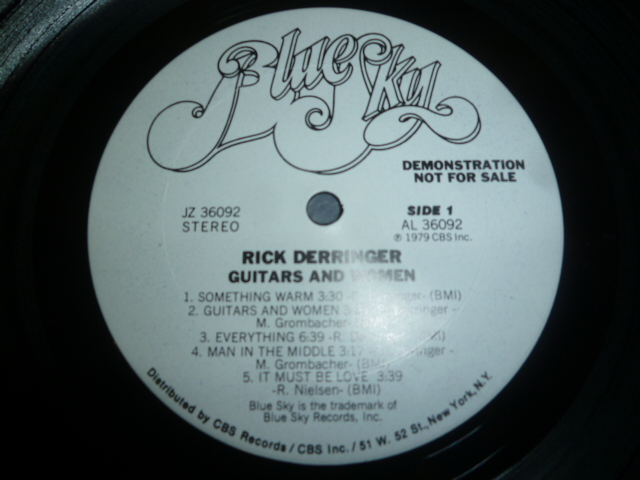 Blue Sky
DEMONSTRATION
NOT FOR SALE
JZ 36092
STEREO
SIDE 1
AL 36092
℗ 1979 CBS Inc.
RICK DERRINGER
GUITARS AND WOMEN
1. SOMETHING WARM 3:30 - (BMI)
2. GUITARS AND WOMEN -
M. Grombacher-
3. EVERYTHING 6:39 -R.
4. MAN IN THE MIDDLE 3:17 -
M. Grombacher- (BMI)
5. IT MUST BE LOVE 3:39
-R. Nielsen- (BMI)
Blue Sky is the trademark of
Blue Sky Records, Inc.
Distributed by CBS Records / CBS Inc. / 51 W. 52 St., New York, N.Y.